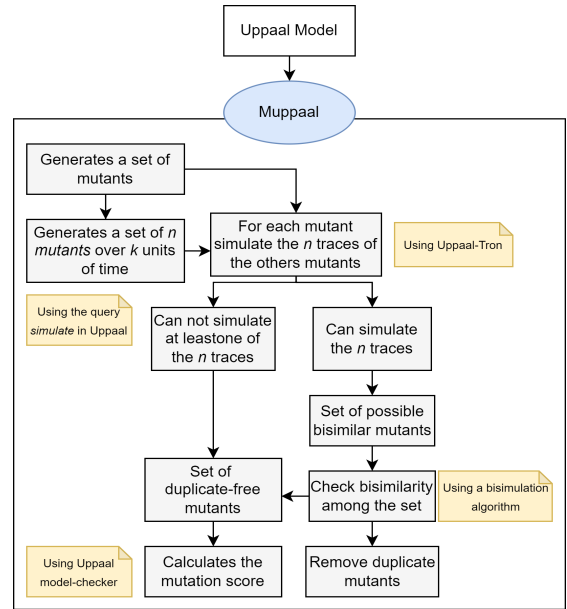 Uppaal Model
Muppaal
Generates a set of
mutants
Generates a set of n
mutants over k units
of time
For each mutant
simulate the n traces of
the others mutants
Using Uppaal-Tron
Using the query
simulate in Uppaal
Can not simulate
at leastone of
the n traces
Can simulate
the n traces
Set of possible
bisimilar mutants
Set of
duplicate-free
mutants
Check bisimilarity
among the set
Using a bisimulation
algorithm
Using Uppaal
model-checker
Calculates the
mutation score
Remove duplicate
mutants